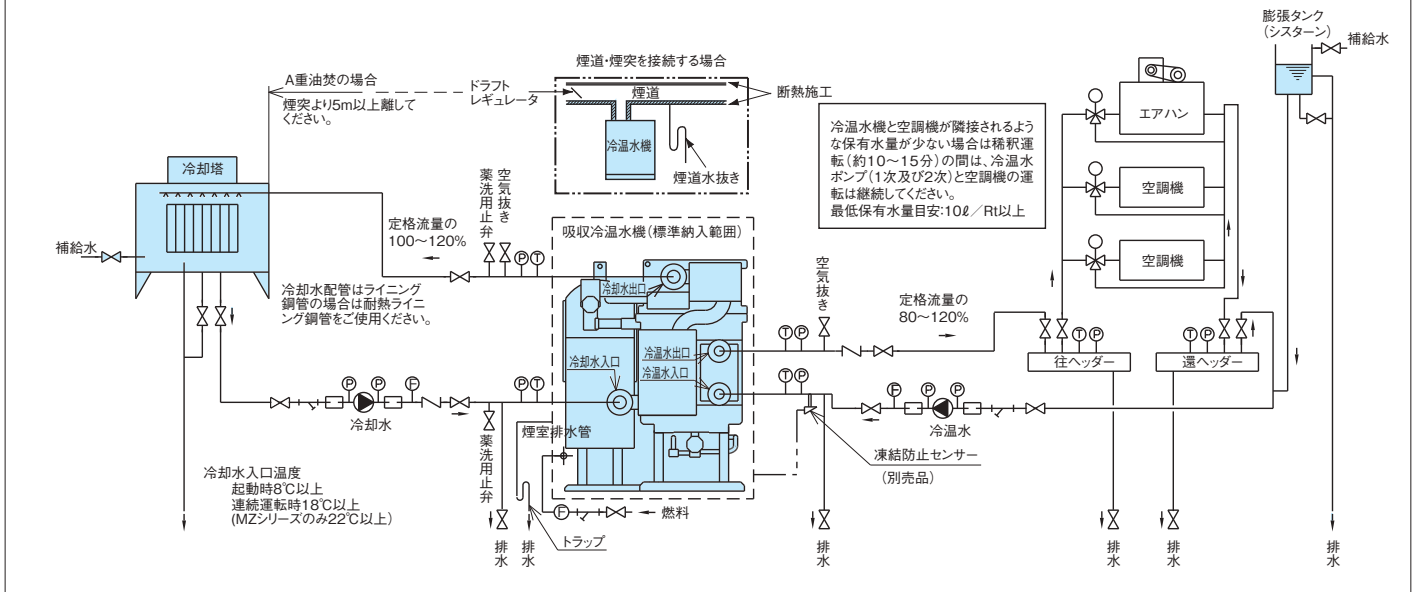 膨張タンク
(シスターン)
補給水
煙道・煙突を接続する場合
A重油焚の場合
煙突より5m以上離して
ください。
ドラフト
レギュレータ
煙道
断熱施工
冷温水機
煙道水抜き
冷温水機と空調機が隣接されるよう
な保有水量が少ない場合は稀釈運
転(約10～15分)の間は、冷温水
ポンプ(1次及び2次)と空調機の運
転は継続してください。
最低保有水量目安:10ℓ／Rt以上
エアハン
空調機
空調機
冷却塔
補給水
定格流量の
100～120%
薬洗用止弁
空気抜き
P
T
吸収冷温水機(標準納入範囲)
冷却水出口
冷却水入口
冷温水出口
冷温水入口
冷却水配管はライニング
鋼管の場合は耐熱ライニ
ング鋼管をご使用ください。
空気抜き
定格流量の
80～120%
T
P
T
P
T
P
往ヘッダー
還ヘッダー
P
P
F
P
T
冷却水
薬洗用止弁
煙室排水管
T
P
F
P
P
冷温水
凍結防止センサー
(別売品)
冷却水入口温度
起動時8℃以上
連続運転時18℃以上
(MZシリーズのみ22℃以上)
F
燃料
トラップ
排水
排水
排水
排水
排水
排水